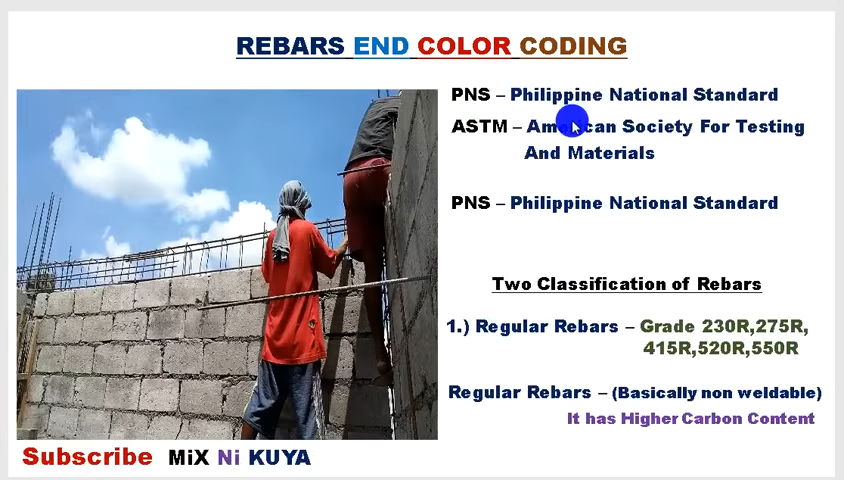 REBARS END COLOR CODING
PNS – Philippine National Standard
ASTM – American Society For Testing
And Materials
PNS – Philippine National Standard
Two Classification of Rebars
1.) Regular Rebars – Grade 230R,275R,
415R,520R,550R
Regular Rebars – (Basically non weldable)
It has Higher Carbon Content
Subscribe MiX Ni KUYA